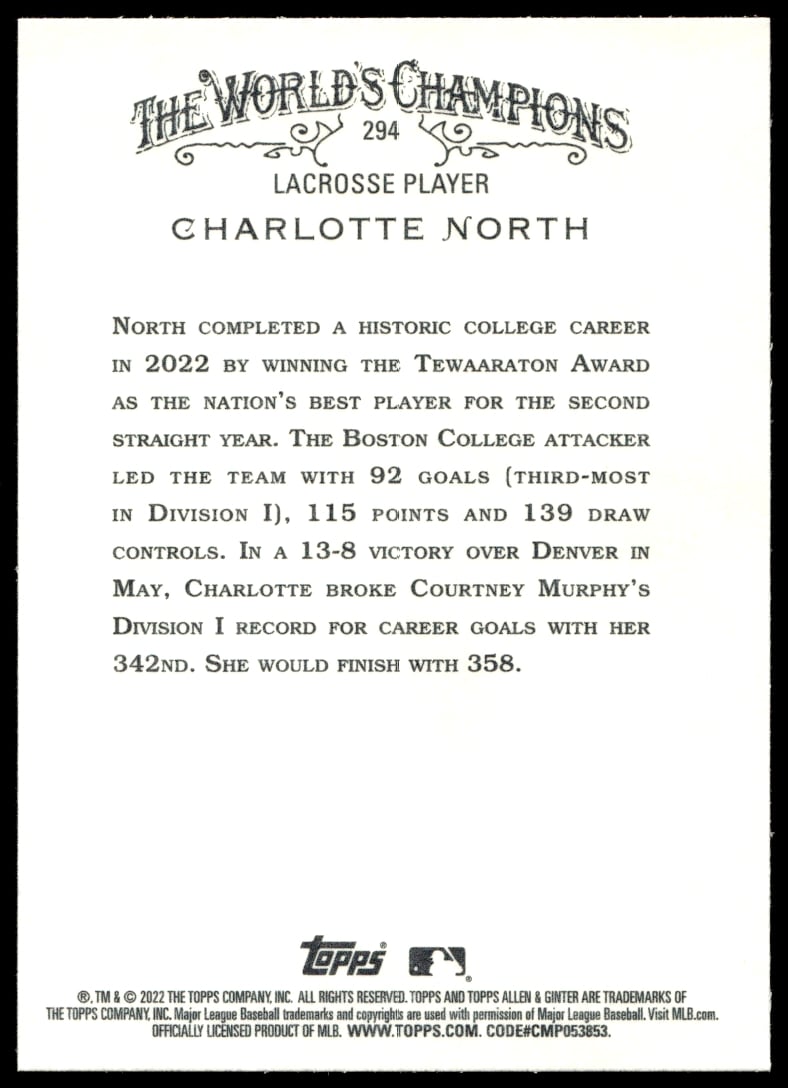 THE WORLD'S CHAMPIONS
294
LACROSSE PLAYER
CHARLOTTE NORTH
NORTH COMPLETED A HISTORIC COLLEGE CAREER
IN 2022 BY WINNING THE TEWAARATON AWARD
AS THE NATION'S BEST PLAYER FOR THE SECOND
STRAIGHT YEAR. THE BOSTON COLLEGE ATTACKER
LED THE TEAM WITH 92 GOALS (THIRD-MOST
IN DIVISION I), 115 POINTS AND 139 DRAW
CONTROLS. IN A 13-8 VICTORY OVER DENVER IN
MAY, CHARLOTTE BROKE COURTNEY MURPHY'S
DIVISION I RECORD FOR CAREER GOALS WITH HER
342ND. SHE WOULD FINISH WITH 358.
TOPPS® ®
®, TM & © 2022 THE TOPPS COMPANY, INC. ALL RIGHTS RESERVED. TOPPS AND TOPPS ALLEN & GINTER ARE TRADEMARKS OF
THE TOPPS COMPANY, INC. Major League Baseball trademarks and copyrights are used with permission of Major League Baseball. Visit MLB.com.
OFFICIALLY LICENSED PRODUCT OF MLB. WWW.TOPPS.COM. CODE#CMP053853.